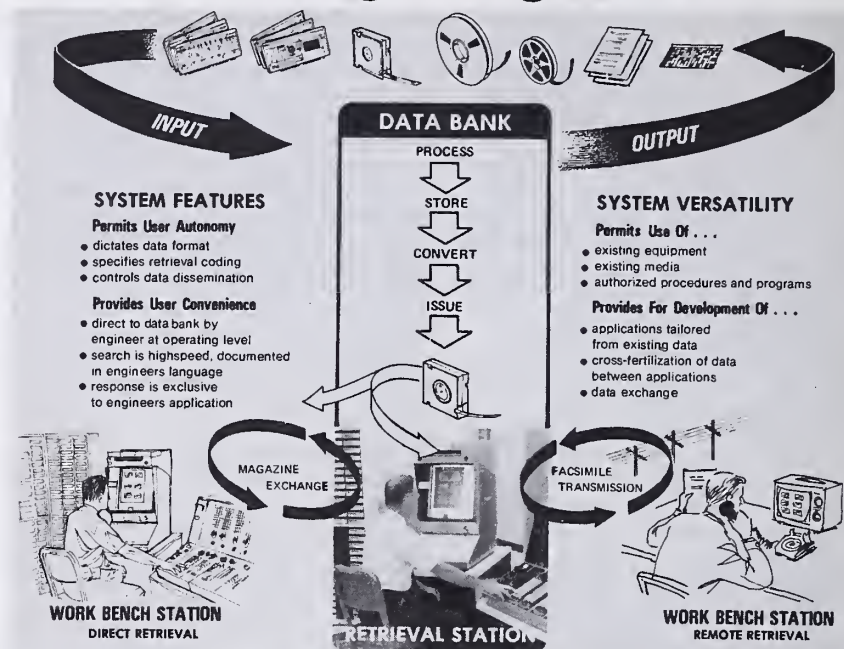 INPUT
OUTPUT
DATA BANK
PROCESS
STORE
CONVERT
ISSUE
SYSTEM FEATURES
Permits User Autonomy
● dictates data format
● specifies retrieval coding
● controls data dissemination
Provides User Convenience
● direct to data bank by
engineer at operating level
● search is highspeed, documented
in engineers language
● response is exclusive
to engineers application
SYSTEM VERSATILITY
Permits Use Of . . .
● existing equipment
● existing media
● authorized procedures and programs
Provides For Development Of . . .
● applications tailored
from existing data
● cross-fertilization of data
between applications
● data exchange
MAGAZINE
EXCHANGE
FACSIMILE
TRANSMISSION
WORK BENCH STATION
DIRECT RETRIEVAL
RETRIEVAL STATION
WORK BENCH STATION
REMOTE RETRIEVAL